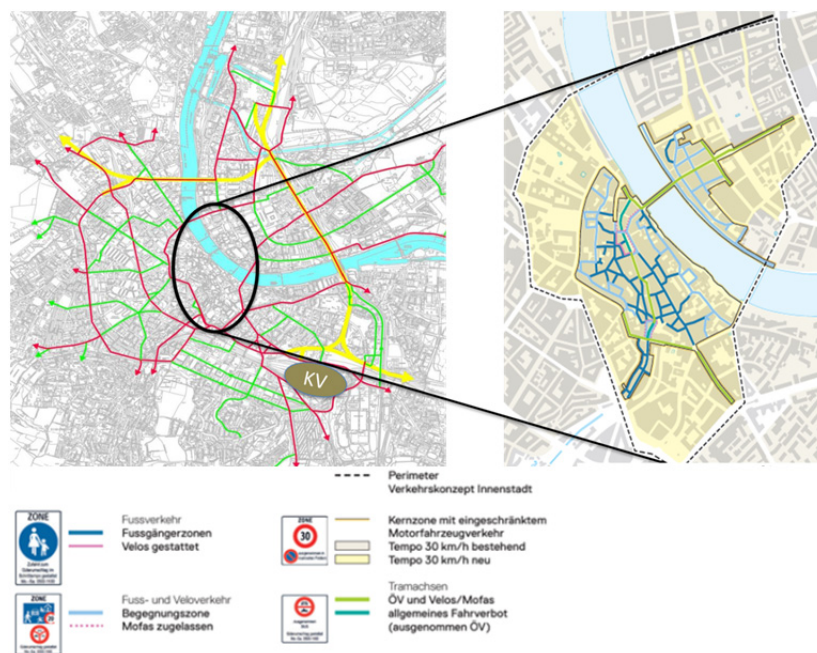 KV
Perimeter
Verkehrskonzept Innenstadt
ZONE
Fussverkehr
Fussgängerzonen
Velos gestattet
ZONE
30
Kernzone mit eingeschränktem
Motorfahrzeugverkehr
Tempo 30 km/h bestehend
Tempo 30 km/h neu
ZONE
Fuss- und Veloverkehr
Begegnungszone
Mofas zugelassen
Tramachsen
ÖV und Velos/Mofas
allgemeines Fahrverbot
(ausgenommen ÖV)